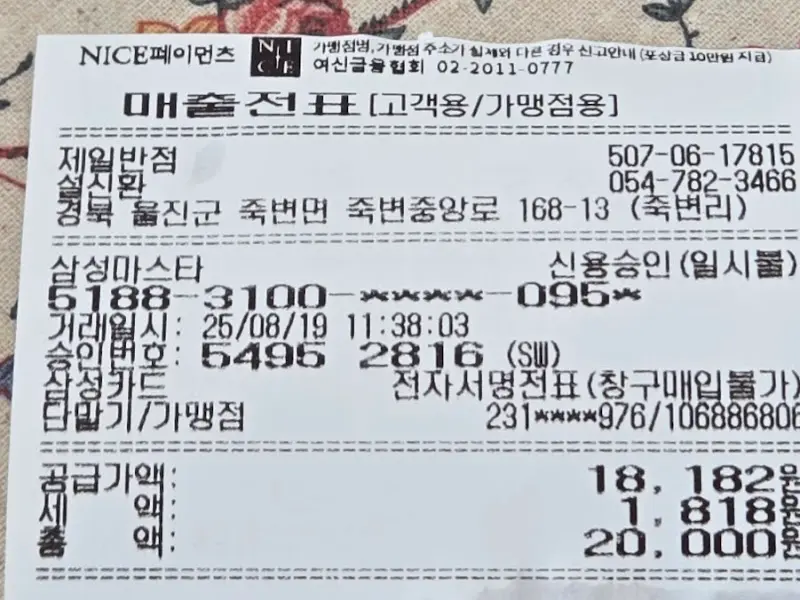 NICE페이먼츠 NICE 가맹점명, 가맹점 주소가 실제와 다른 경우 신고안내 (포상금 10만원 지급)
여신금융협회 02-2011-0777
매출전표[고객용/가맹점용]
제일반점 507-06-17815
설신환 054-782-3466
경북 울진군 죽변면 죽변중앙로 168-13 (죽변리)
삼성마스타 신용승인(일시불)
5188-3100-****-095*
거래일시: 25/08/19 11:38:03
승인번호: 5495 2816 (SW)
삼성카드 전자서명전표(창구매입불가)
단말기/가맹점 231****976/106886806
공급가액: 18,182원
세 액: 1,818원
총 액: 20,000원